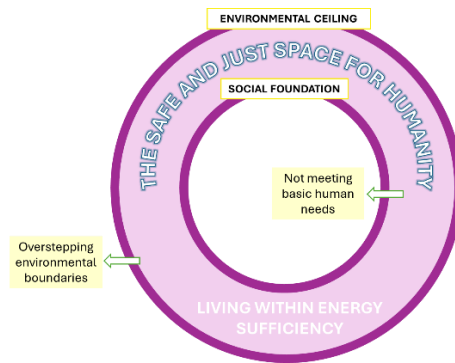 ENVIRONMENTAL CEILING
THE SAFE AND JUST SPACE FOR HUMANITY
SOCIAL FOUNDATION
Not meeting
basic human
needs
Overstepping
environmental
boundaries
LIVING WITHIN ENERGY
SUFFICIENCY